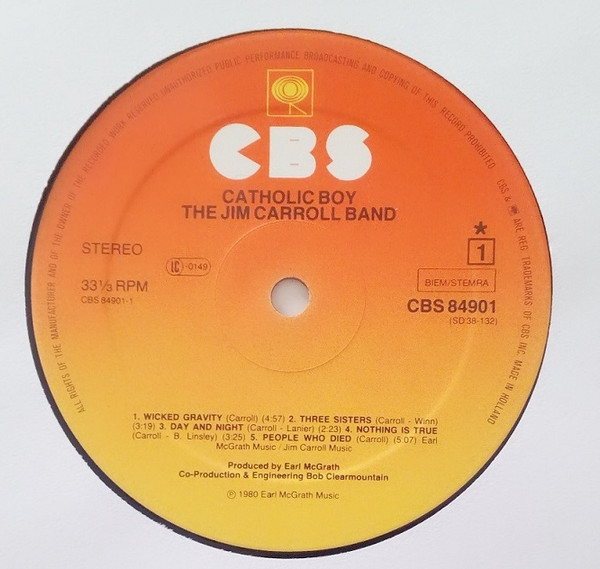 ALL RIGHTS OF THE MANUFACTURER AND OF THE OWNER OF THE RECORDED WORK RESERVED UNAUTHORISED PUBLIC PERFORMANCE BROADCASTING AND COPYING OF THIS RECORD PROHIBITED
CBS & ARE REG. TRADEMARKS OF CBS INC. MADE IN HOLLAND
CBS
CATHOLIC BOY
THE JIM CARROLL BAND
STEREO
33⅓ RPM
CBS 84901-1
-0149
*
1
BIEM/STEMRA
CBS 84901
(SD 38-132)
1. WICKED GRAVITY (Carroll) (4:57) 2. THREE SISTERS (Carroll - Winn)
(3:19) 3. DAY AND NIGHT (Carroll - Lanier) (2:23) 4. NOTHING IS TRUE
(Carroll - B. Linsley) (3:25) 5. PEOPLE WHO DIED (Carroll) (5:07) Earl
McGrath Music / Jim Carroll Music
Produced by Earl McGrath
Co-Production & Engineering Bob Clearmountain
℗ 1980 Earl McGrath Music